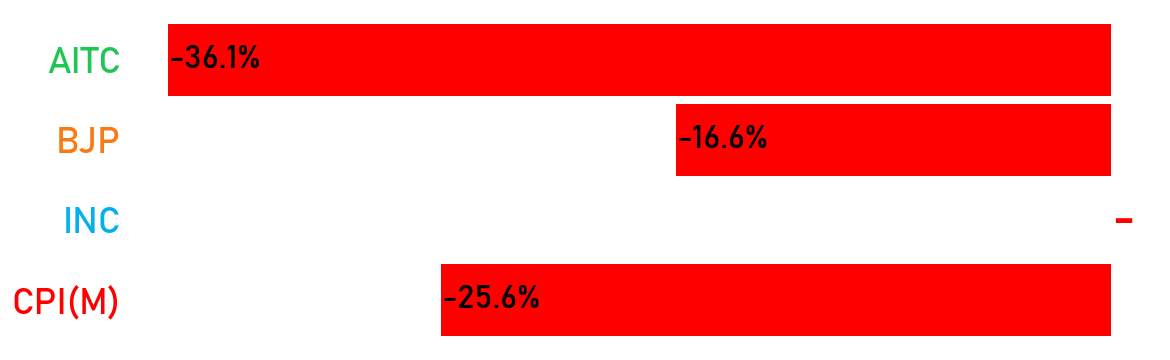 AITC -36.1%
BJP -16.6%
INC -
CPI(M) -25.6%